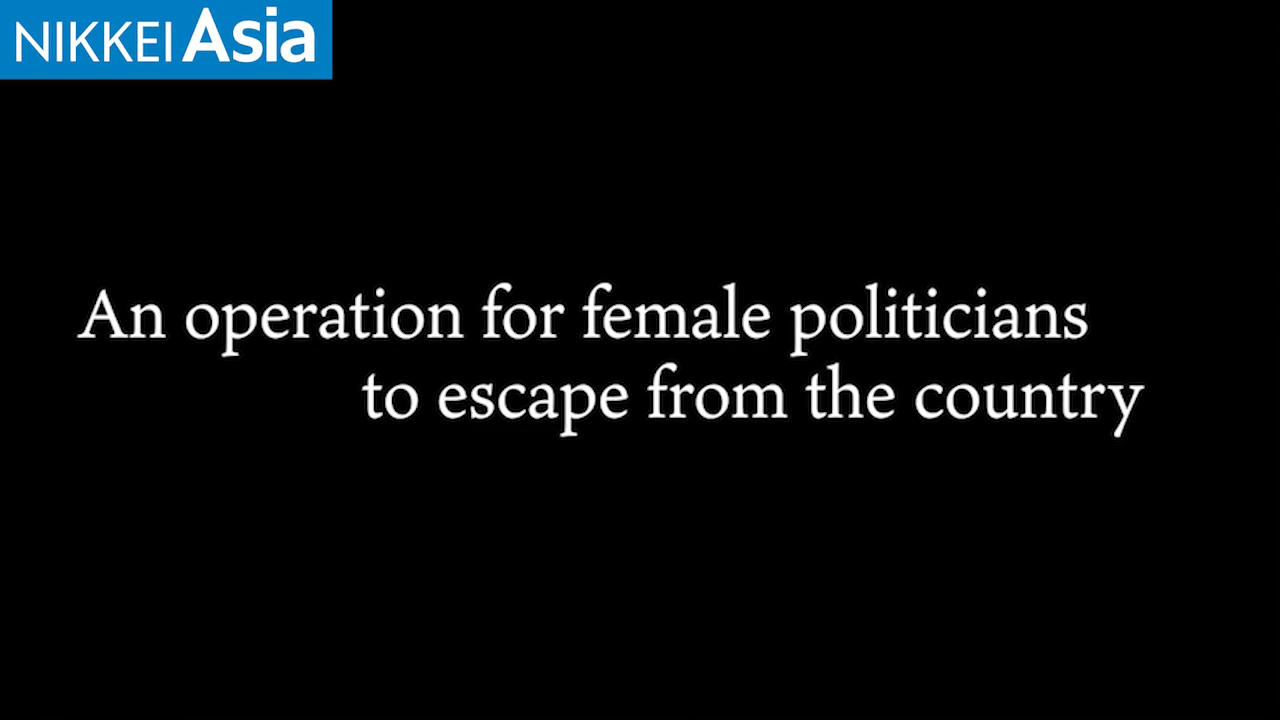 NIKKEI Asia
An operation for female politicians
to escape from the country